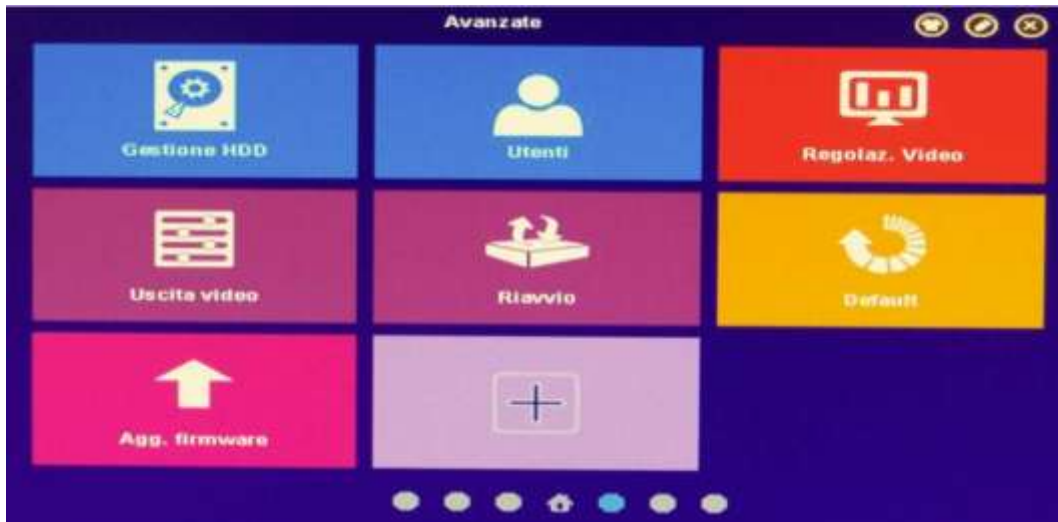 Avanzate
Gestione HDD
Utenti
Regolaz. Video
Uscita video
Riavvio
Default
Agg. firmware